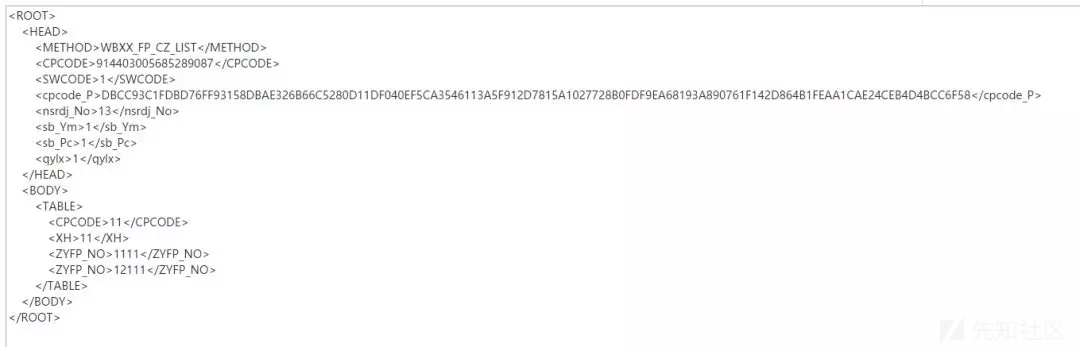 <ROOT>
<HEAD>
<METHOD>WBXX_FP_CZ_LIST</METHOD>
<CPCODE>914403005685289087</CPCODE>
<SWCODE>1</SWCODE>
<cpcode_P>DBCC93C1FDBD76FF93158DBAE326B66C5280D11DF040EF5CA3546113A5F912D7815A1027728B0FDF9EA68193A890761F142D864B1FEAA1CAE24CEB4D4BCC6F58</cpcode_P>
<nsrdj_No>13</nsrdj_No>
<sb_Ym>1</sb_Ym>
<sb_Pc>1</sb_Pc>
<qylx>1</qylx>
</HEAD>
<BODY>
<TABLE>
<CPCODE>11</CPCODE>
<XH>11</XH>
<ZYFP_NO>1111</ZYFP_NO>
<ZYFP_NO>12111</ZYFP_NO>
</TABLE>
</BODY>
</ROOT>
先知社区